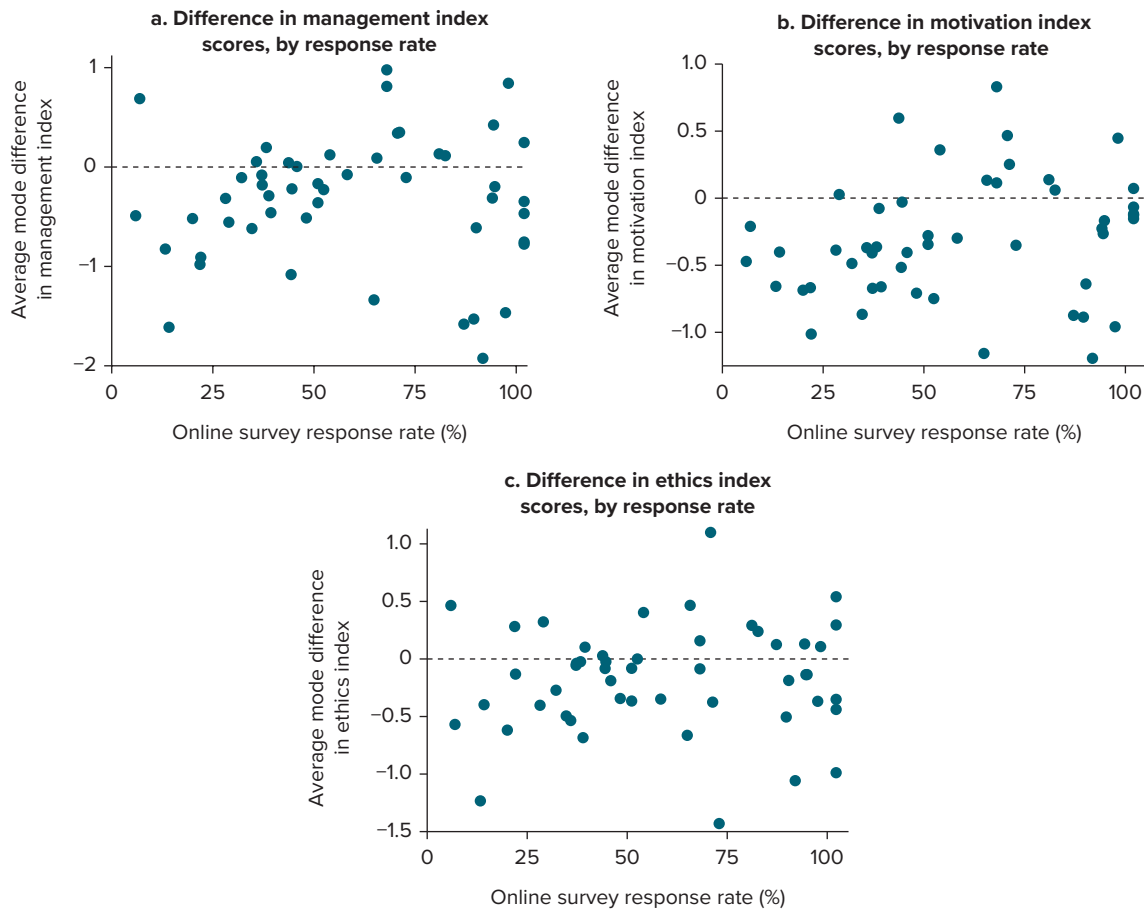 a. Difference in management index
scores, by response rate
Average mode difference
in management index
1
0
−1
−2
0
25
50
75
100
Online survey response rate (%)
b. Difference in motivation index
scores, by response rate
Average mode difference
in motivation index
1.0
0.5
0
−0.5
−1.0
0
25
50
75
100
Online survey response rate (%)
c. Difference in ethics index
scores, by response rate
Average mode difference
in ethics index
1.0
0.5
0
−0.5
−1.0
−1.5
0
25
50
75
100
Online survey response rate (%)